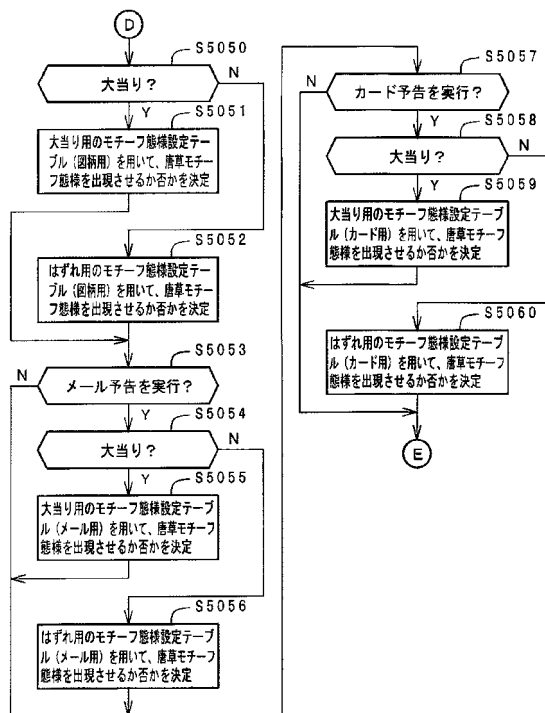 D
S5050
大当り？
N
Y
S5051
大当り用のモチーフ態様設定テー
ブル（図柄用）を用いて、唐草モチー
フ態様を出現させるか否かを決定
S5052
はずれ用のモチーフ態様設定テー
ブル（図柄用）を用いて、唐草モチー
フ態様を出現させるか否かを決定
S5053
N
メール予告を実行？
Y
S5054
大当り？
N
Y
S5055
大当り用のモチーフ態様設定テーブ
ル（メール用）を用いて、唐草モチーフ
態様を出現させるか否かを決定
S5056
はずれ用のモチーフ態様設定テーブ
ル（メール用）を用いて、唐草モチーフ
態様を出現させるか否かを決定
S5057
N
カード予告を実行？
Y
S5058
大当り？
N
Y
S5059
大当り用のモチーフ態様設定テーブ
ル（カード用）を用いて、唐草モチーフ
態様を出現させるか否かを決定
S5060
はずれ用のモチーフ態様設定テーブ
ル（カード用）を用いて、唐草モチーフ
態様を出現させるか否かを決定
E